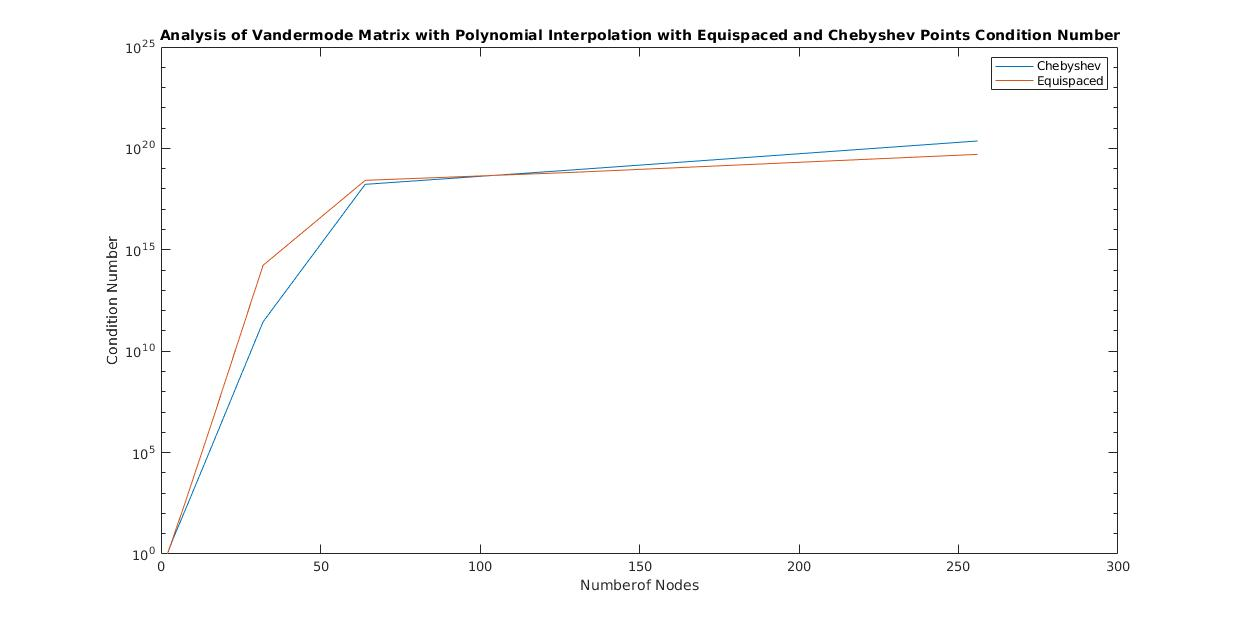 Analysis of Vandermode Matrix with Polynomial Interpolation with Equispaced and Chebyshev Points Condition Number
10^25
Chebyshev
Equispaced
10^20
10^15
Condition Number
10^10
10^5
10^0
0 50 100 150 200 250 300
Numberof Nodes